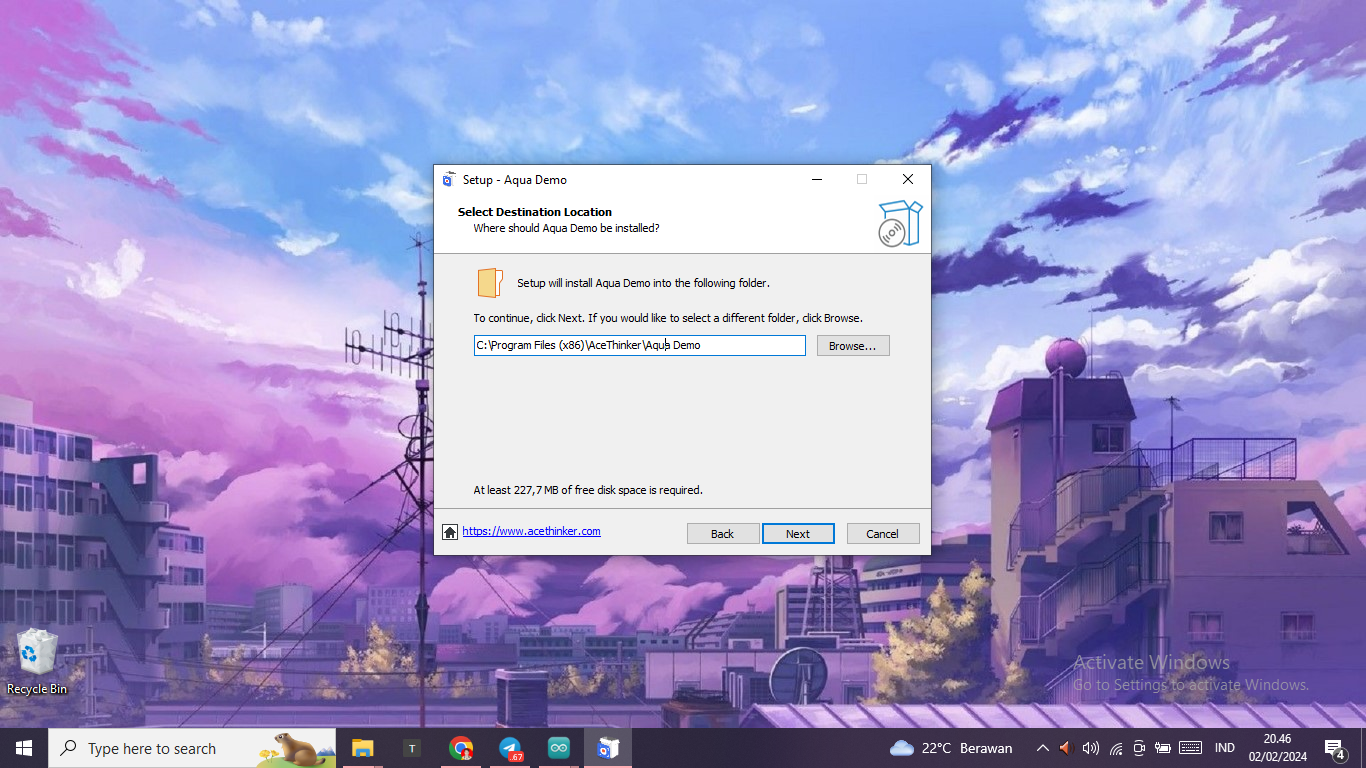 Setup - Aqua Demo
Select Destination Location
Where should Aqua Demo be installed?
Setup will install Aqua Demo into the following folder.
To continue, click Next. If you would like to select a different folder, click Browse.
C:\Program Files (x86)\AceThinker\Aqua Demo
Browse...
At least 227,7 MB of free disk space is required.
https://www.acethinker.com
Back
Next
Cancel
Recycle Bin
Activate Windows
Go to Settings to activate Windows.
Type here to search
T
.67
22°C Berawan
IND
20.46
02/02/2024
4